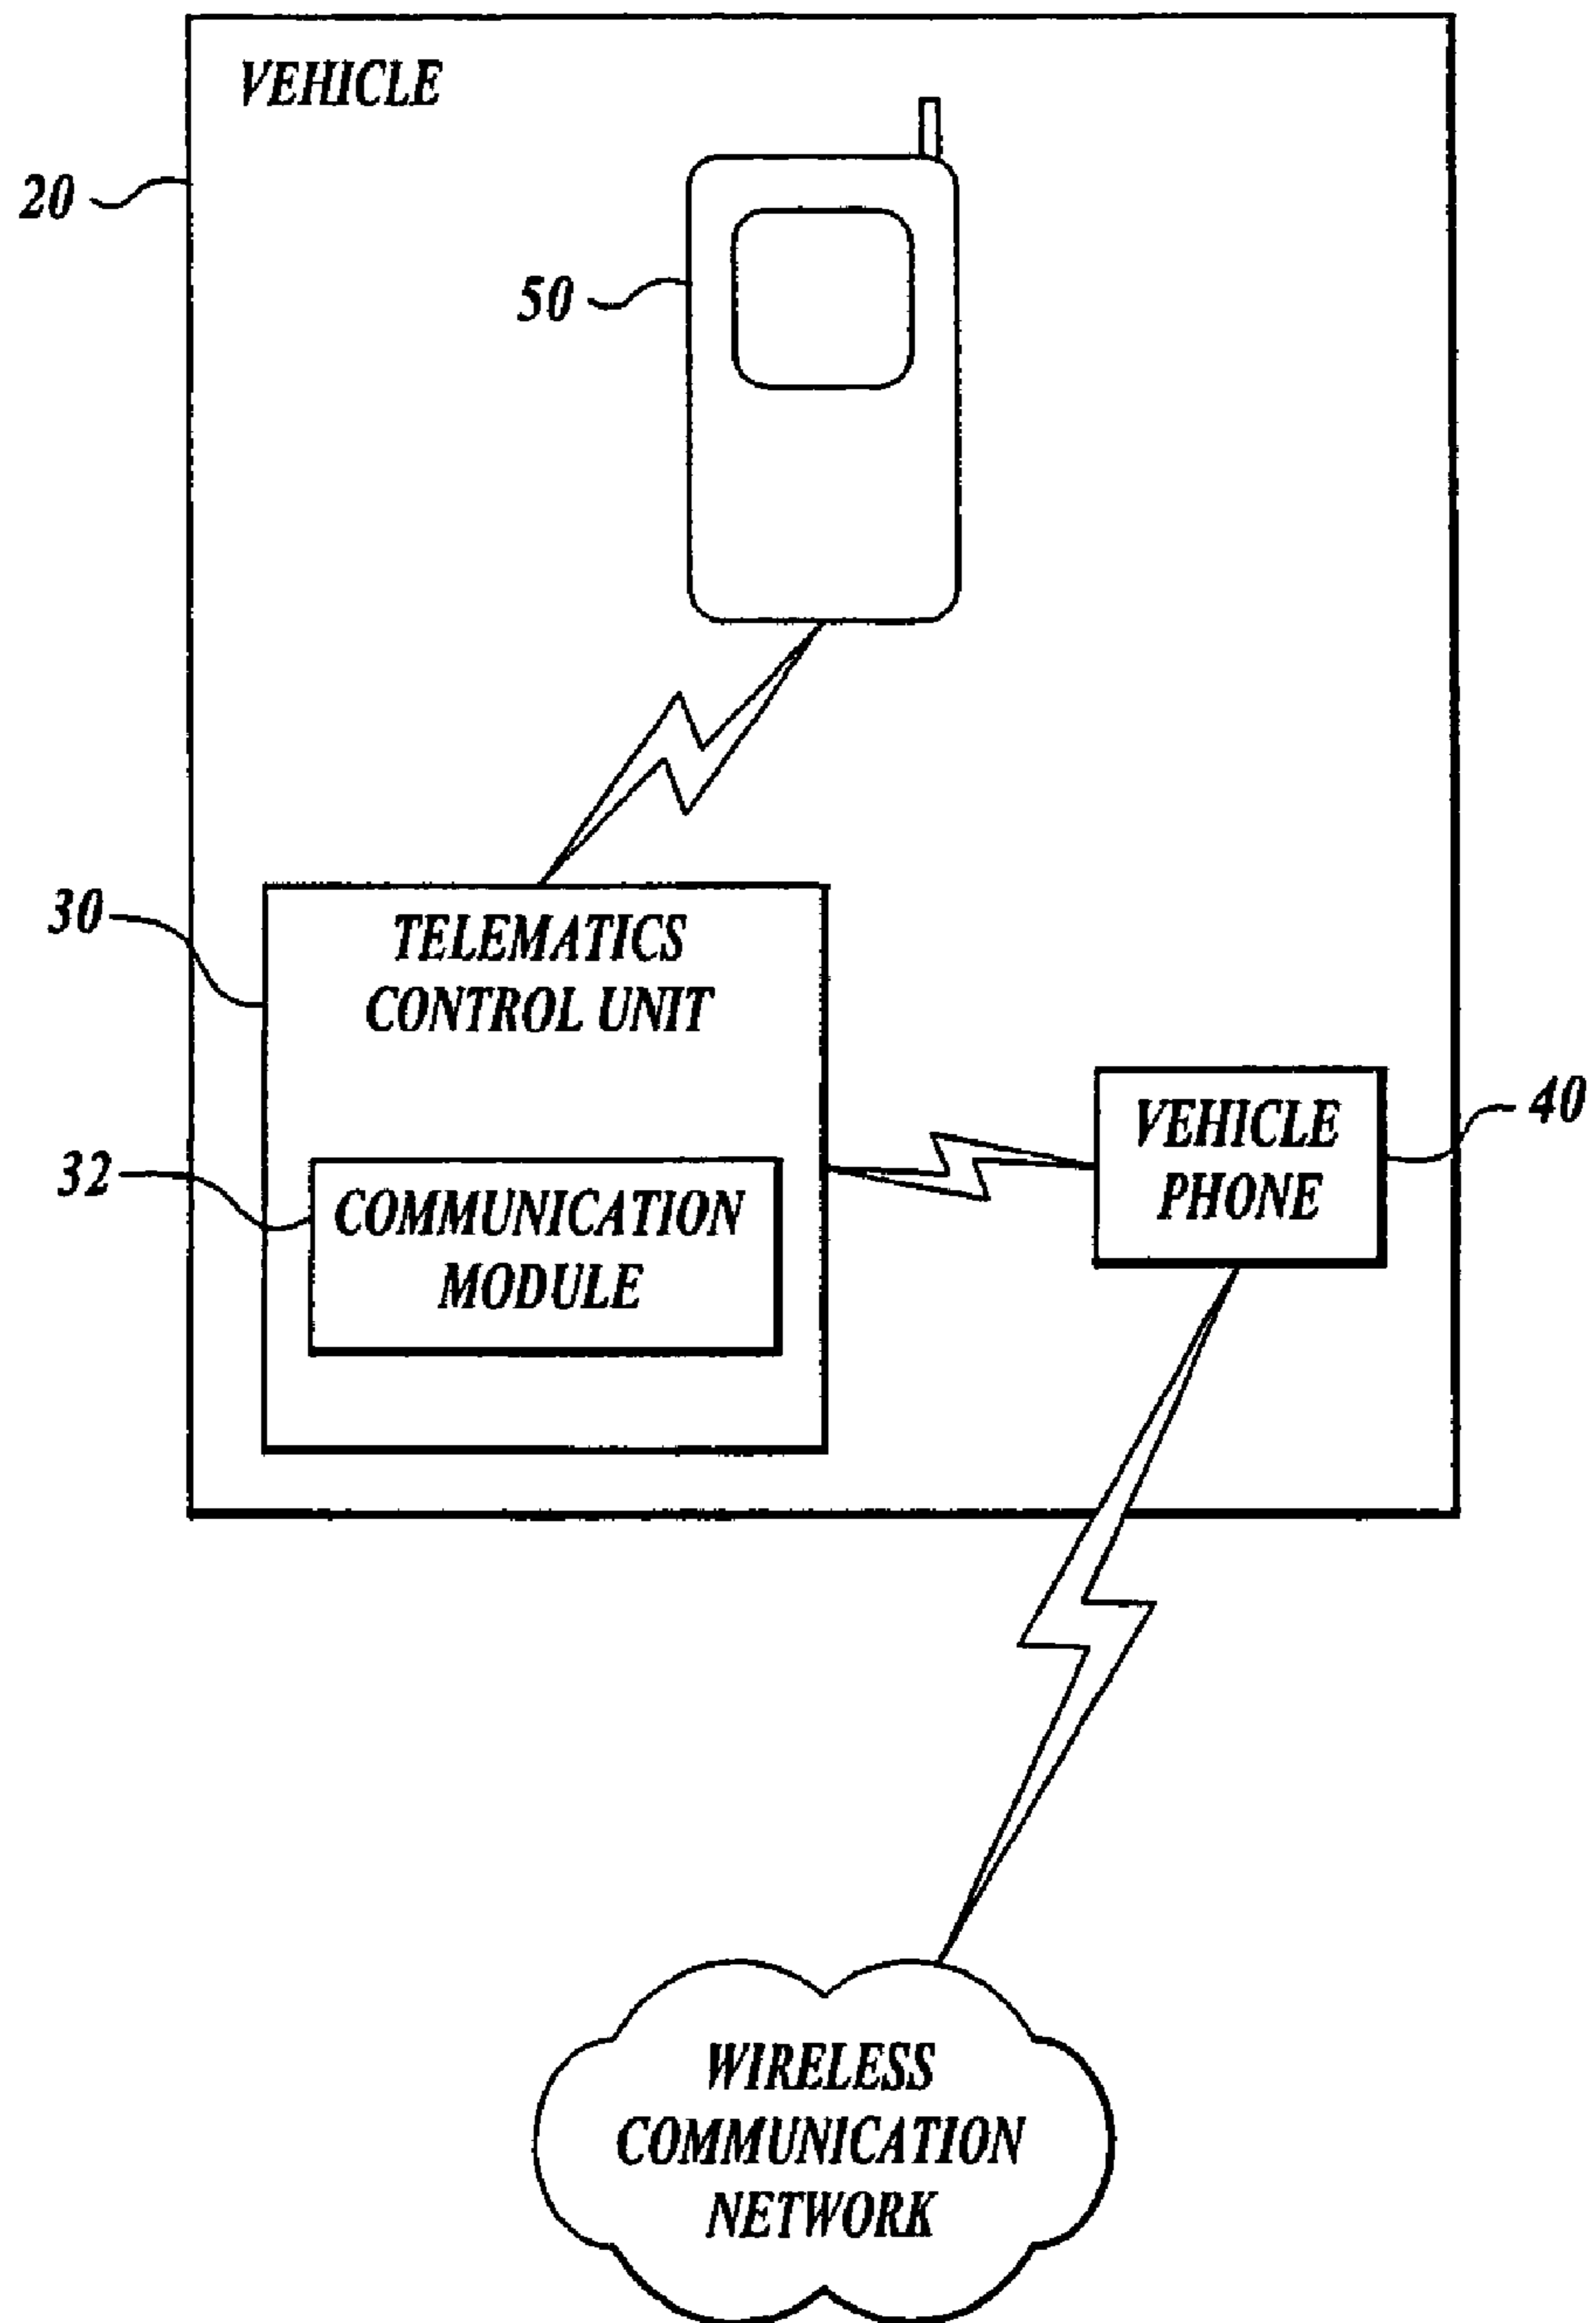 VEHICLE
20
50
30
TELEMATICS
CONTROL UNIT
32
COMMUNICATION
MODULE
VEHICLE
PHONE
40
WIRELESS
COMMUNICATION
NETWORK